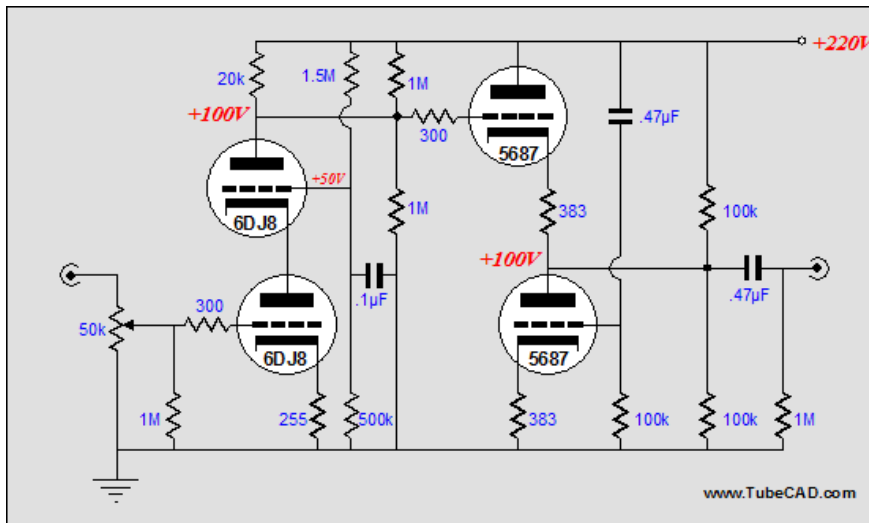 +220V
20k
1.5M
1M
.47µF
+100V
300
5687
+50V
6DJ8
1M
383
100k
+100V
.1µF
.47µF
50k
300
6DJ8
5687
1M
255
500k
383
100k
100k
1M
www.TubeCAD.com